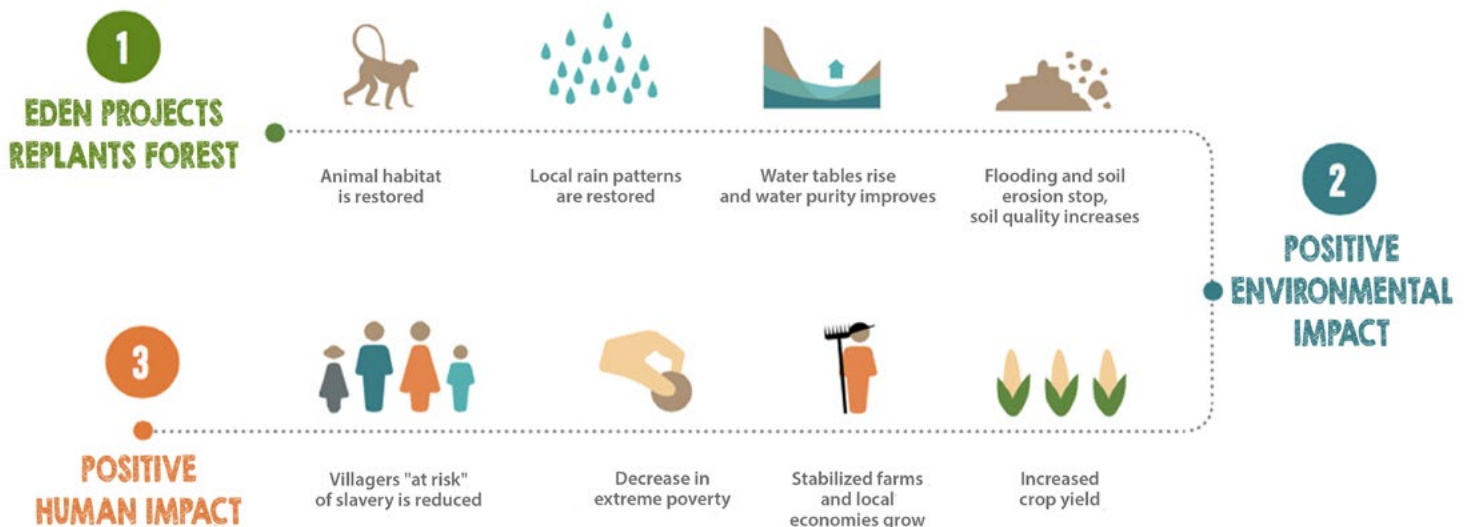 1
EDEN PROJECTS
REPLANTS FOREST
Animal habitat
is restored
Local rain patterns
are restored
Water tables rise
and water purity improves
Flooding and soil
erosion stop,
soil quality increases
2
POSITIVE
ENVIRONMENTAL
IMPACT
Increased
crop yield
Stabilized farms
and local
economies grow
Decrease in
extreme poverty
Villagers "at risk"
of slavery is reduced
3
POSITIVE
HUMAN IMPACT